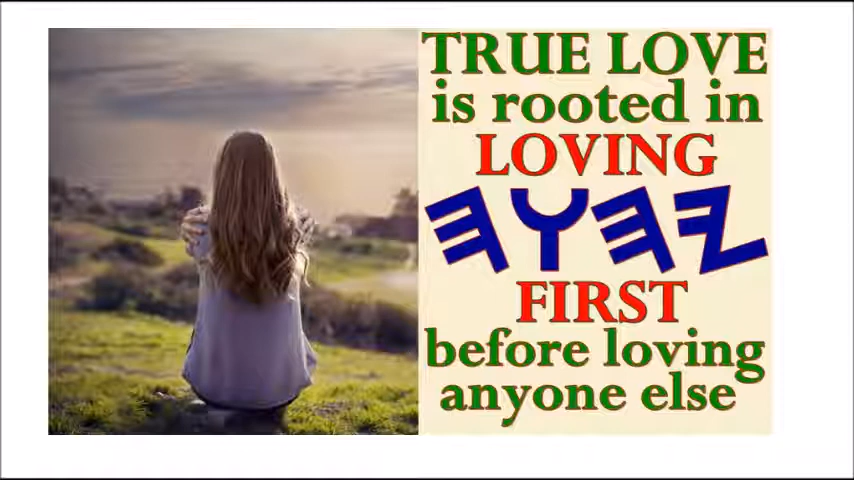 TRUE LOVE
is rooted in
LOVING
𐤉𐤄𐤅𐤄
FIRST
before loving
anyone else